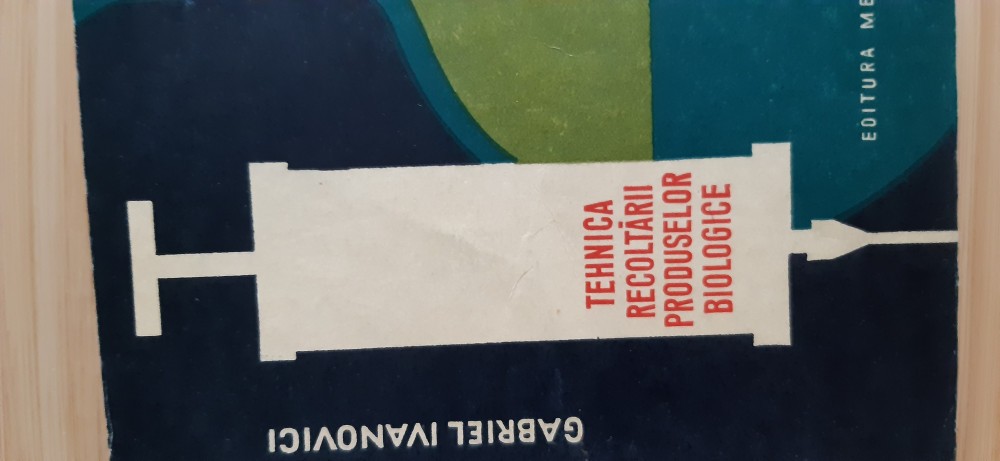 GABRIEL IVANOVICI
TEHNICA
RECOLTĂRII
PRODUSELOR
BIOLOGICE
EDITURA ME